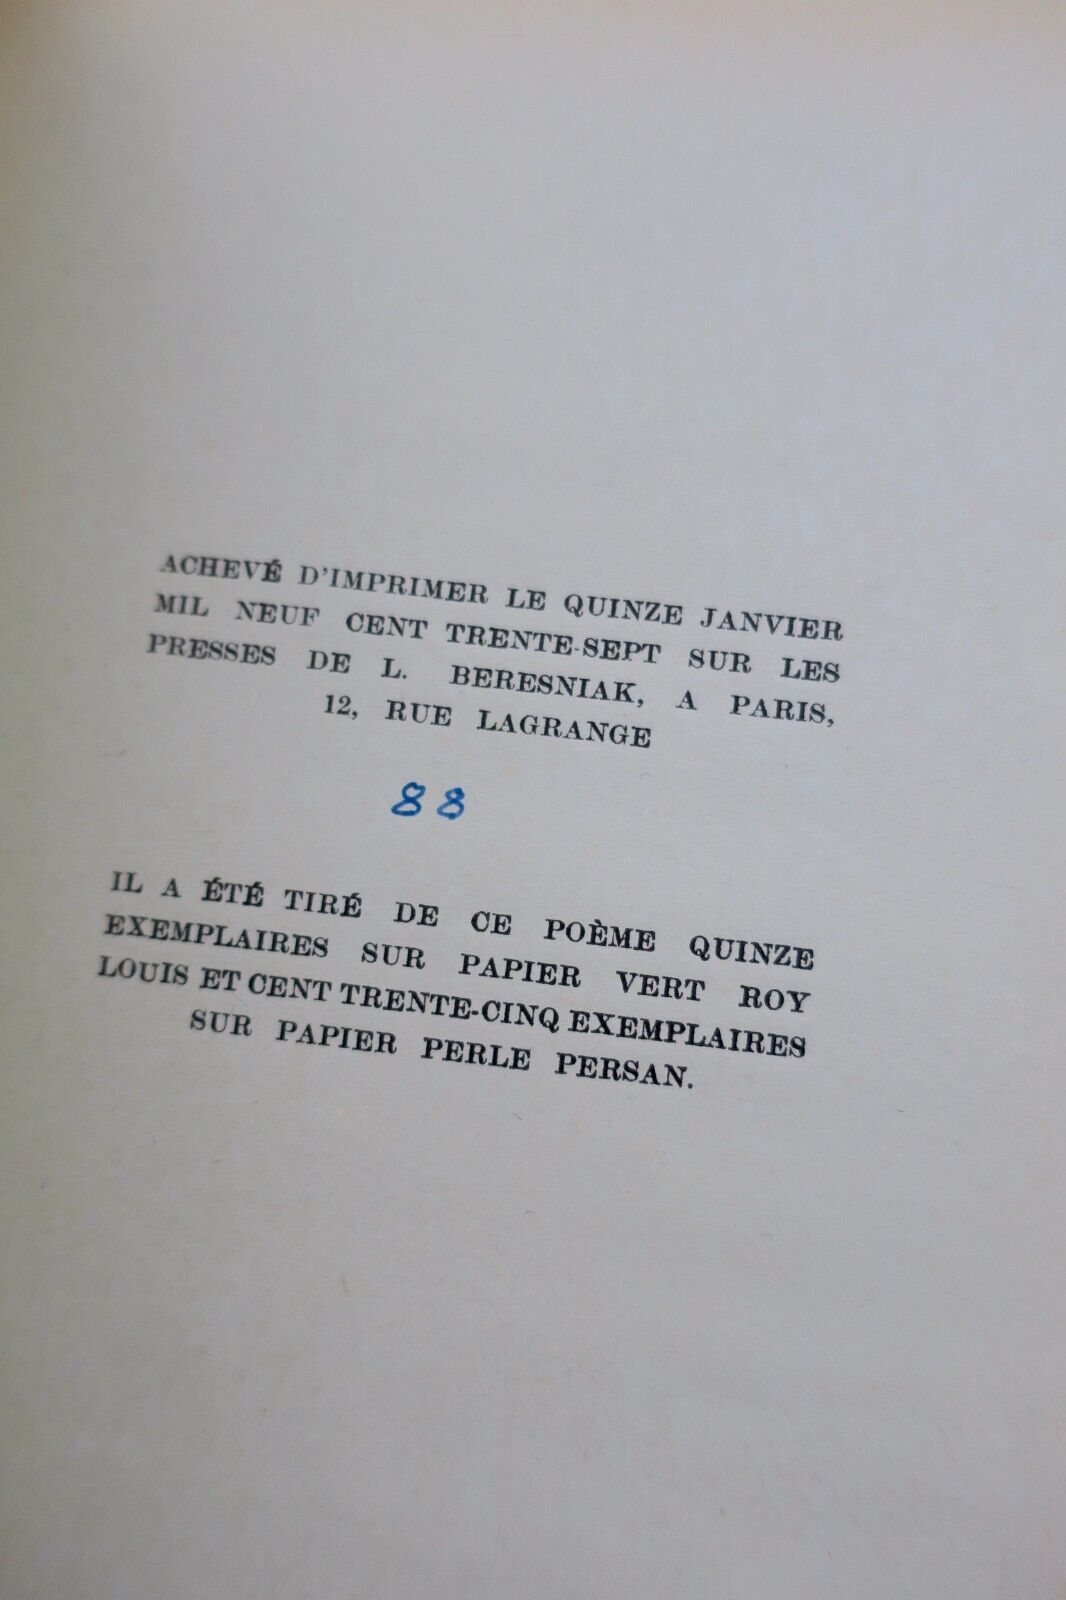 ACHEVÉ D'IMPRIMER LE QUINZE JANVIER
MIL NEUF CENT TRENTE-SEPT SUR LES
PRESSES DE L. BERESNIAK, A PARIS,
12, RUE LAGRANGE
88
IL A ÉTÉ TIRÉ DE CE POÈME QUINZE
EXEMPLAIRES SUR PAPIER VERT ROY
LOUIS ET CENT TRENTE-CINQ EXEMPLAIRES
SUR PAPIER PERLE PERSAN.